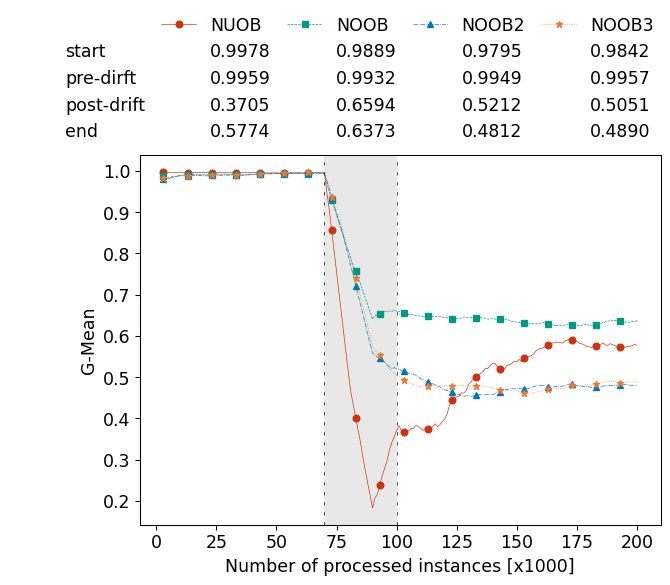 NUOB NOOB NOOB2 NOOB3
start 0.9978 0.9889 0.9795 0.9842
pre-dirft 0.9959 0.9932 0.9949 0.9957
post-drift 0.3705 0.6594 0.5212 0.5051
end 0.5774 0.6373 0.4812 0.4890
1.0
0.9
0.8
0.7
0.6
0.5
0.4
0.3
0.2
G-Mean
0 25 50 75 100 125 150 175 200
Number of processed instances [x1000]